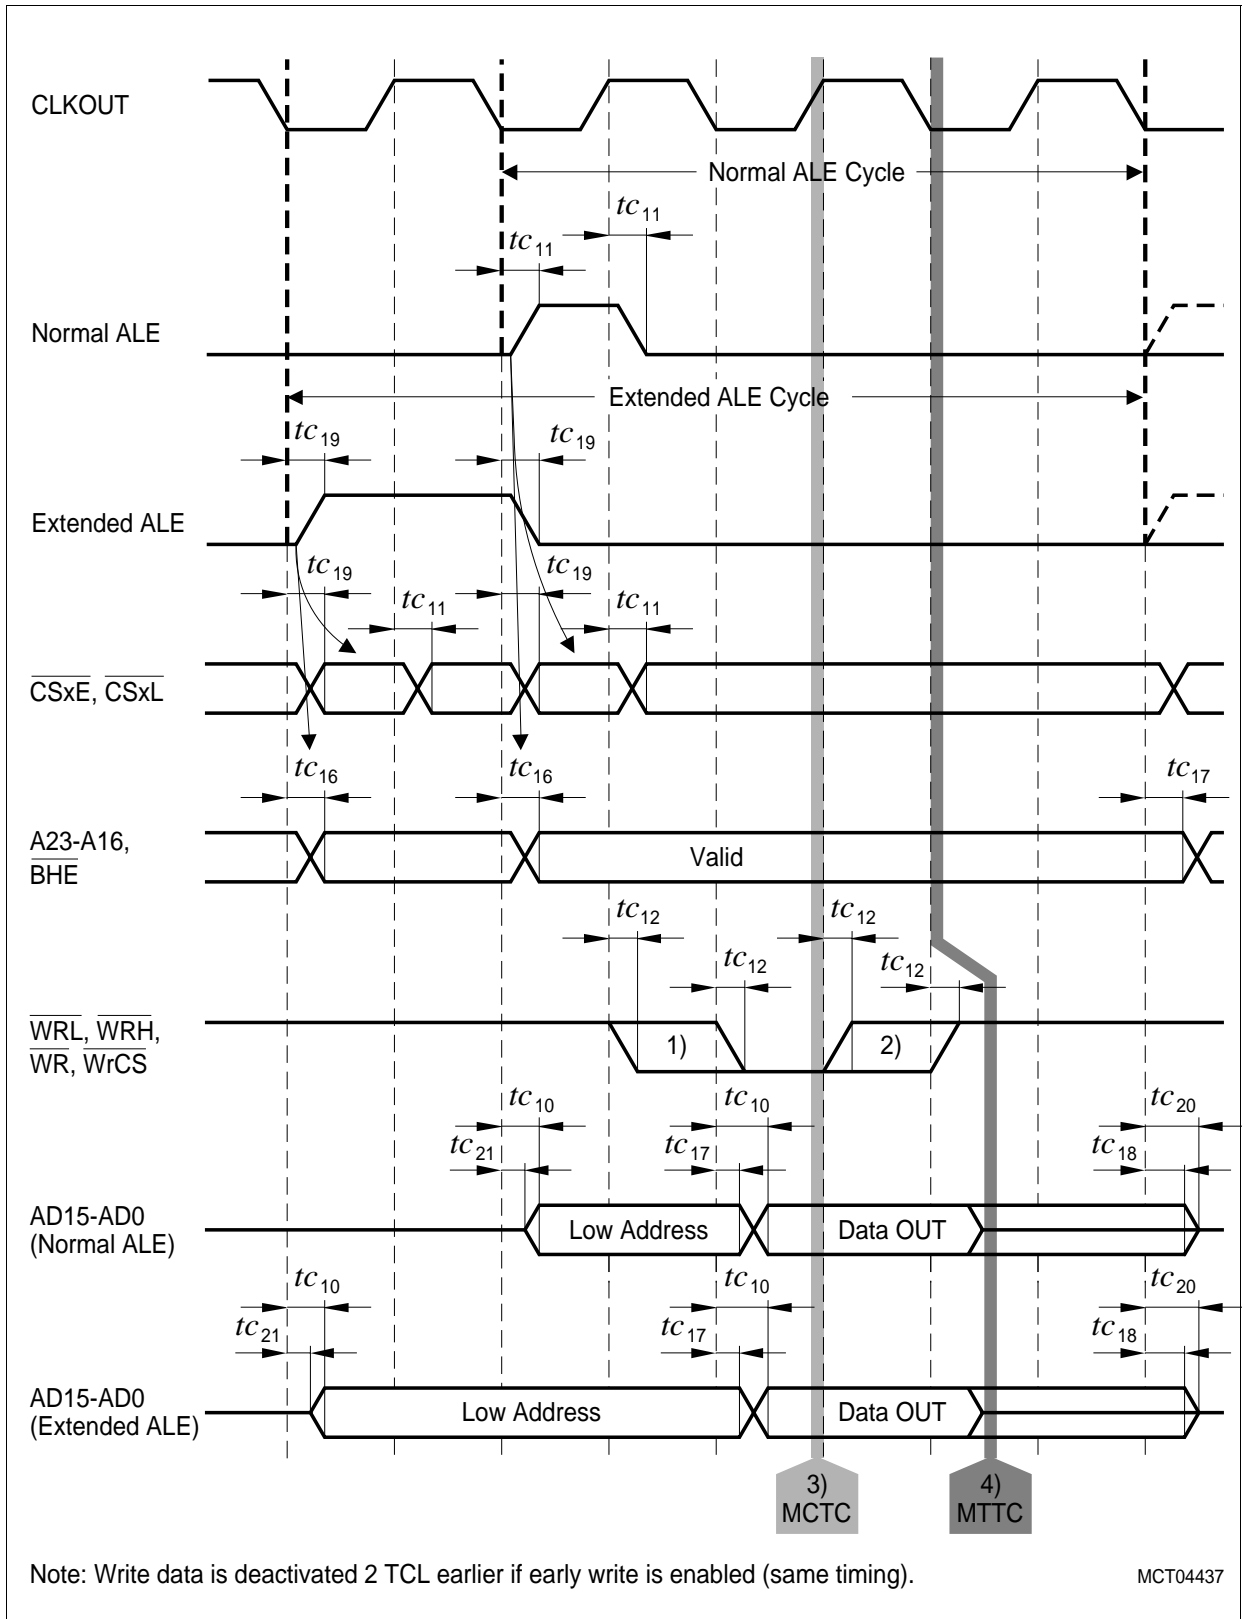 CLKOUT
Normal ALE Cycle
tc11
tc11
Normal ALE
Extended ALE Cycle
tc19
tc19
Extended ALE
tc19
tc19
tc11
tc11
CSxE, CSxL
tc16
tc16
tc17
A23-A16,
BHE
Valid
tc12
tc12
tc12
tc12
WRL, WRH,
WR, WrCS
1)
2)
tc10
tc10
tc20
tc21
tc17
tc18
AD15-AD0
(Normal ALE)
Low Address
Data OUT
tc10
tc10
tc20
tc21
tc17
tc18
AD15-AD0
(Extended ALE)
Low Address
Data OUT
3)
MCTC
4)
MTTC
Note: Write data is deactivated 2 TCL earlier if early write is enabled (same timing).
MCT04437